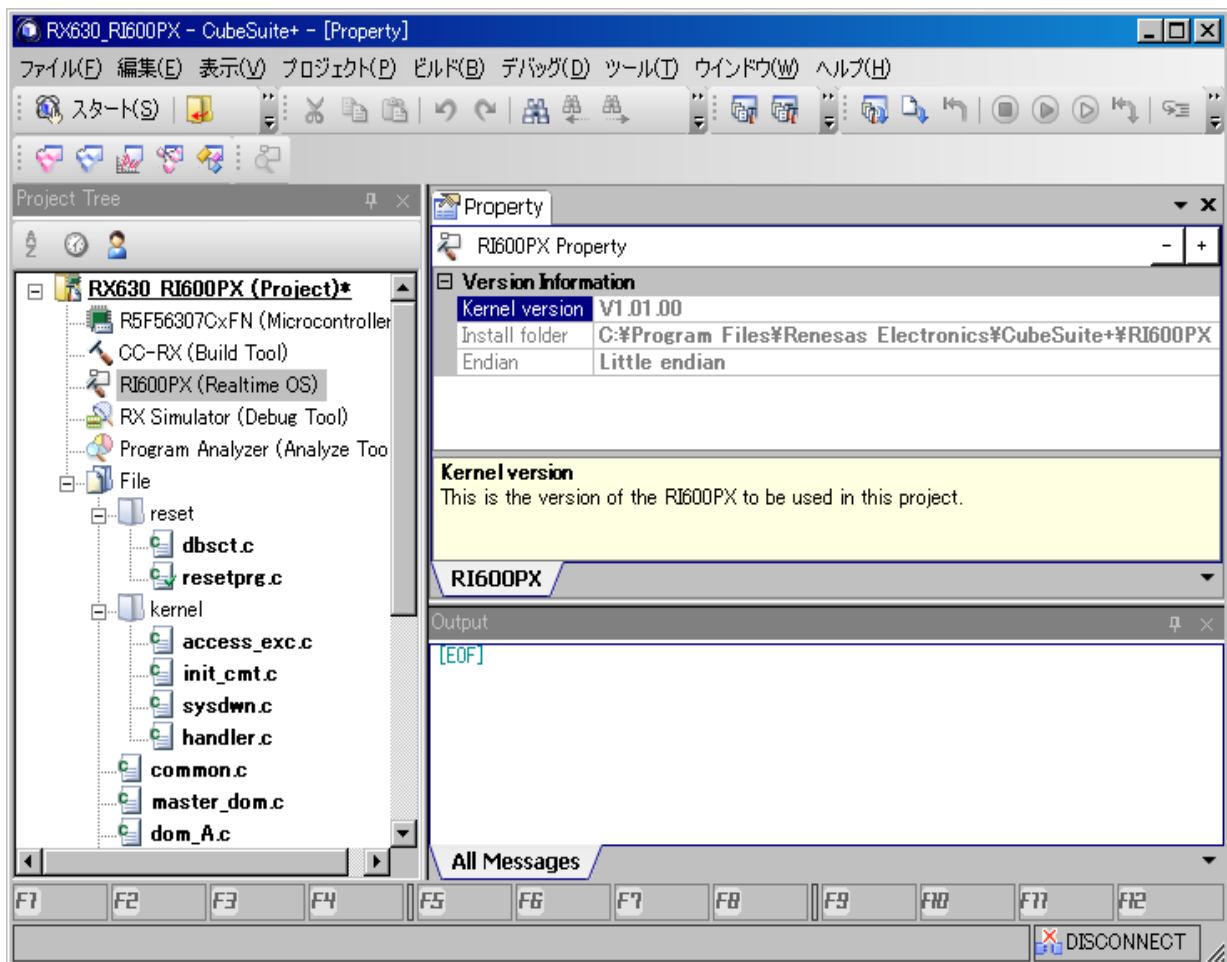 RX630_RI600PX - CubeSuite+ - [Property]
ファイル(F) 編集(E) 表示(V) プロジェクト(P) ビルド(B) デバッグ(D) ツール(T) ウインドウ(W) ヘルプ(H)
スタート(S)
Project Tree
RX630_RI600PX (Project)*
R5F56307CxFN (Microcontroller
CC-RX (Build Tool)
RI600PX (Realtime OS)
RX Simulator (Debug Tool)
Program Analyzer (Analyze Too
File
reset
dbsct.c
resetprg.c
kernel
access_exc.c
init_cmt.c
sysdwn.c
handler.c
common.c
master_dom.c
dom_A.c
Property
RI600PX Property
- +
Version Information
Kernel version V1.01.00
Install folder C:¥Program Files¥Renesas Electronics¥CubeSuite+¥RI600PX
Endian Little endian
Kernel version
This is the version of the RI600PX to be used in this project.
RI600PX
Output
[EOF]
All Messages
F1 F2 F3 F4 F5 F6 F7 F8 F9 F10 F11 F12
DISCONNECT